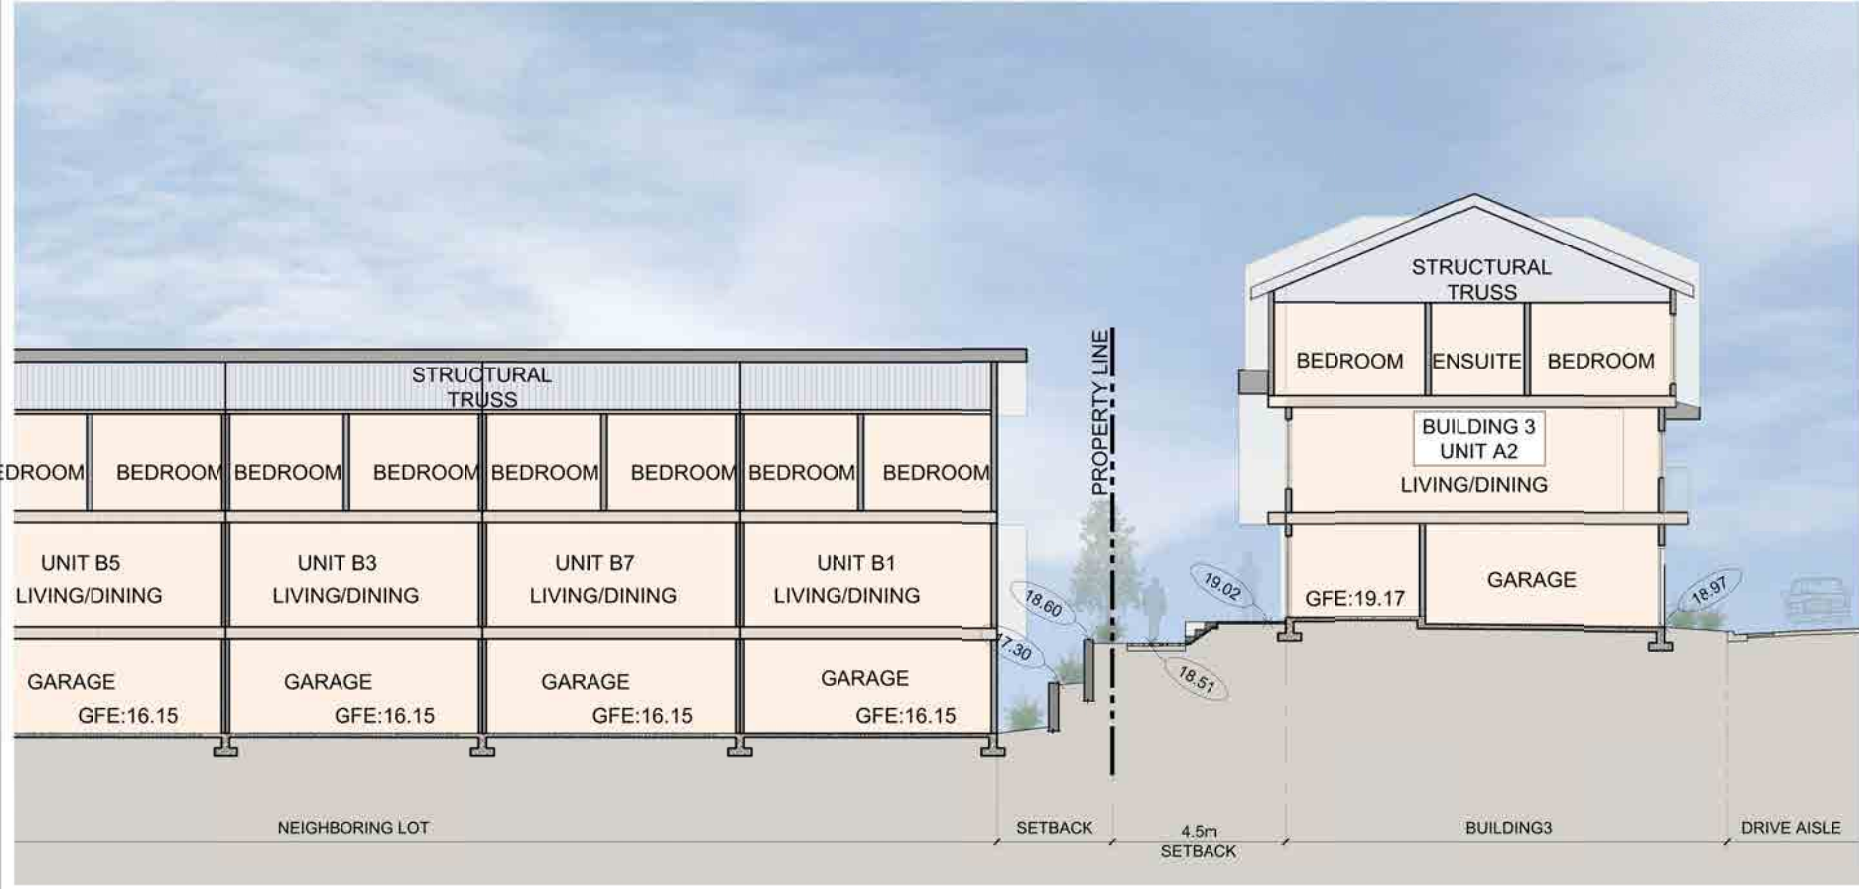 STRUCTURAL
TRUSS
BEDROOM
ENSUITE
BEDROOM
BUILDING 3
UNIT A2
LIVING/DINING
GFE:19.17
GARAGE
PROPERTY LINE
STRUCTURAL
TRUSS
EDROOM
BEDROOM
BEDROOM
BEDROOM
BEDROOM
BEDROOM
BEDROOM
BEDROOM
UNIT B5
LIVING/DINING
UNIT B3
LIVING/DINING
UNIT B7
LIVING/DINING
UNIT B1
LIVING/DINING
GARAGE
GFE:16.15
GARAGE
GFE:16.15
GARAGE
GFE:16.15
GARAGE
GFE:16.15
18.60
17.30
18.51
19.02
18.97
NEIGHBORING LOT
SETBACK
4.5m
SETBACK
BUILDING3
DRIVE AISLE